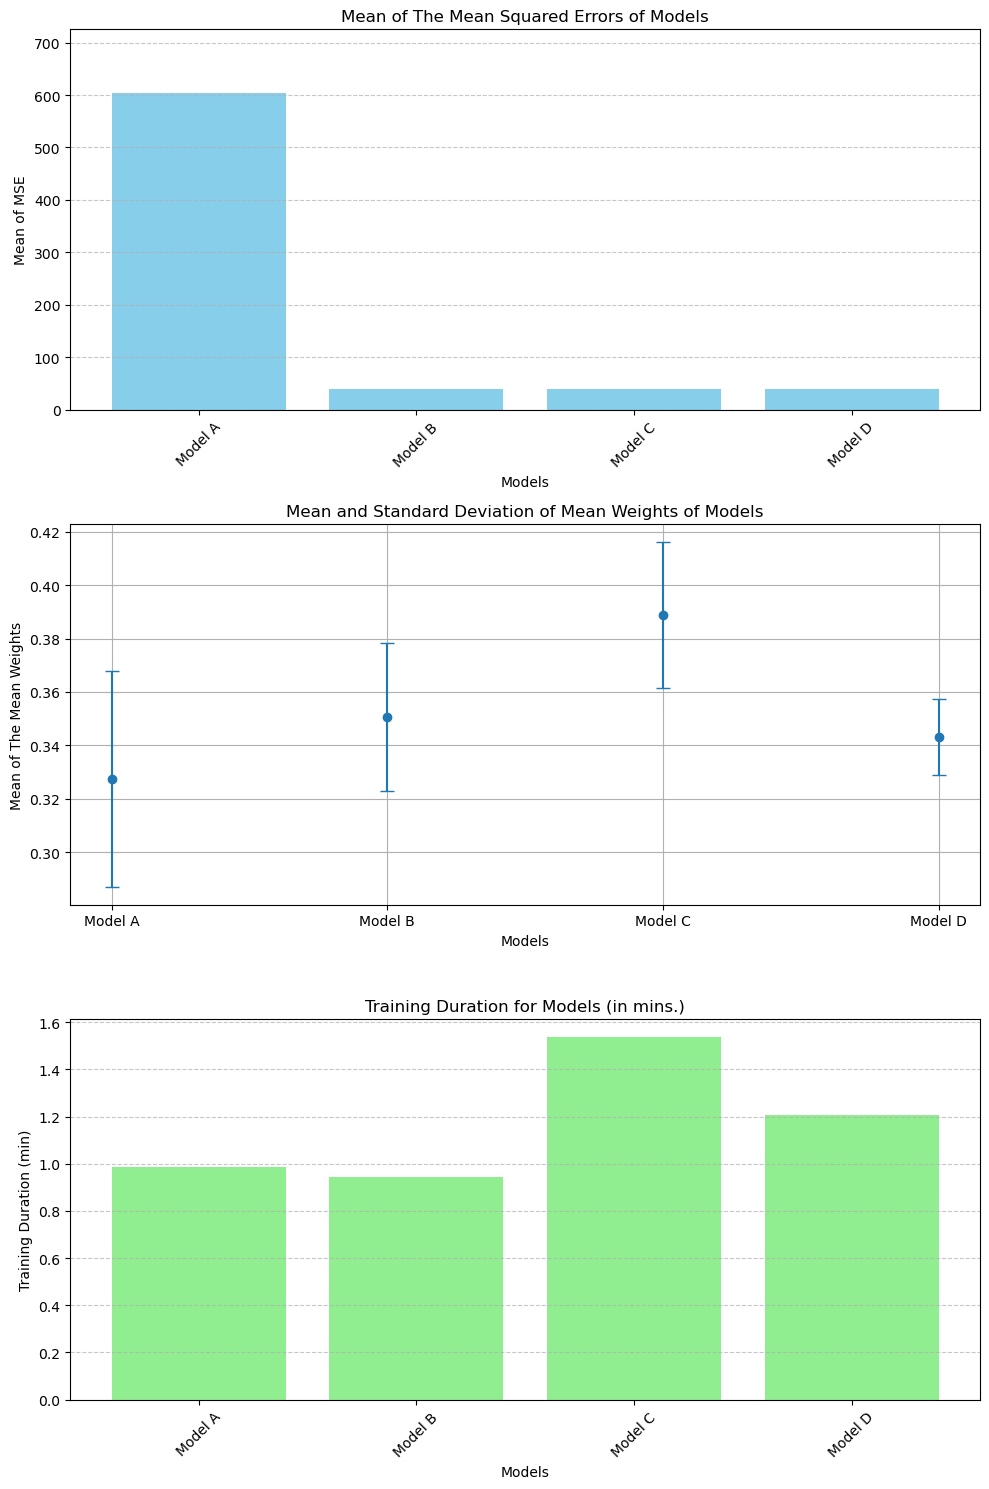 Mean of The Mean Squared Errors of Models
700
600
500
400
300
200
100
0
Mean of MSE
Model A
Model B
Model C
Model D
Models
Mean and Standard Deviation of Mean Weights of Models
0.42
0.40
0.38
0.36
0.34
0.32
0.30
Mean of The Mean Weights
Model A
Model B
Model C
Model D
Models
Training Duration for Models (in mins.)
1.6
1.4
1.2
1.0
0.8
0.6
0.4
0.2
0.0
Training Duration (min)
Model A
Model B
Model C
Model D
Models